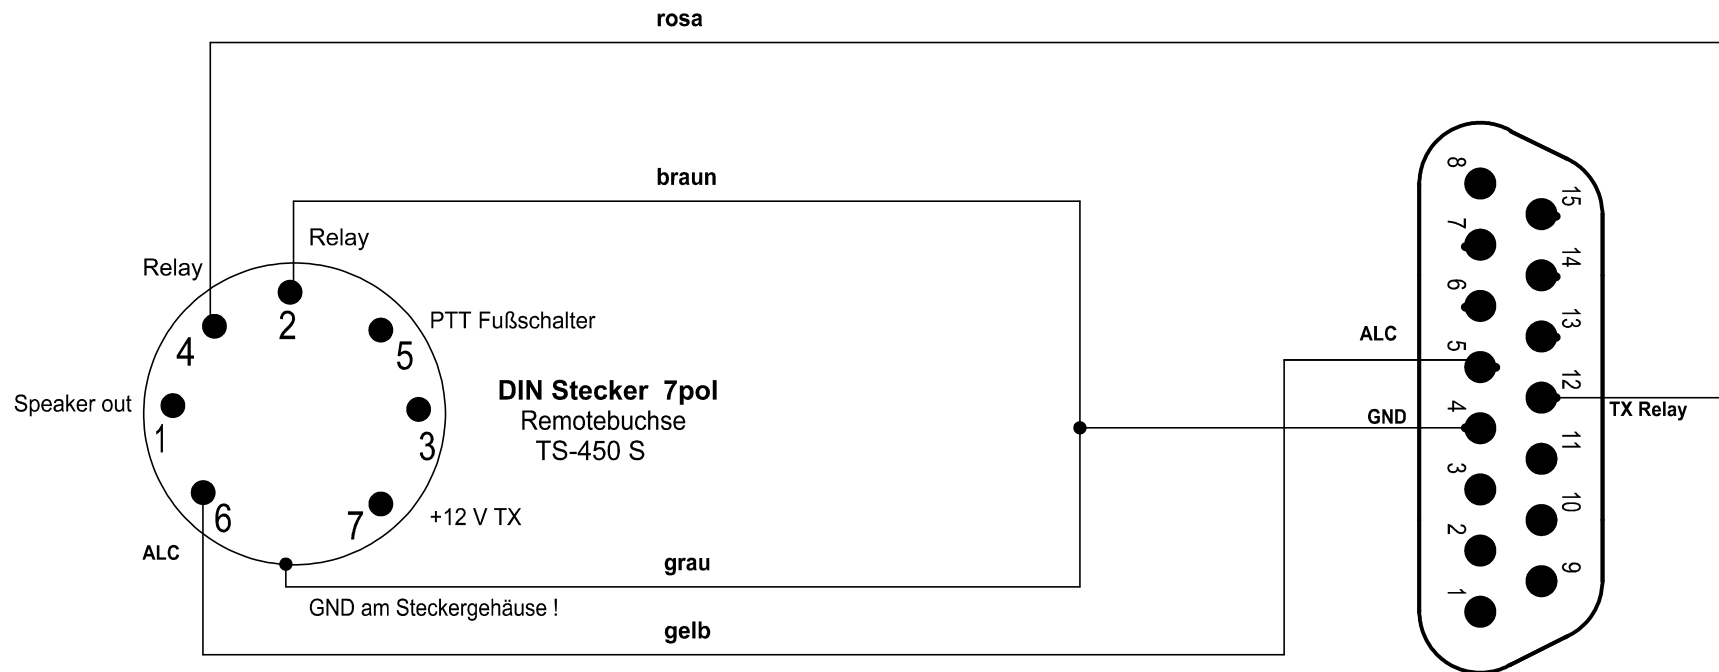 rosa
braun
Relay
Relay
PTT Fußschalter
4
2
5
DIN Stecker 7pol
Remotebuchse
TS-450 S
Speaker out
1
3
6
7
+12 V TX
ALC
grau
GND am Steckergehäuse !
gelb
ALC
GND
TX Relay
8
7
6
5
4
3
2
1
15
14
13
12
11
10
9